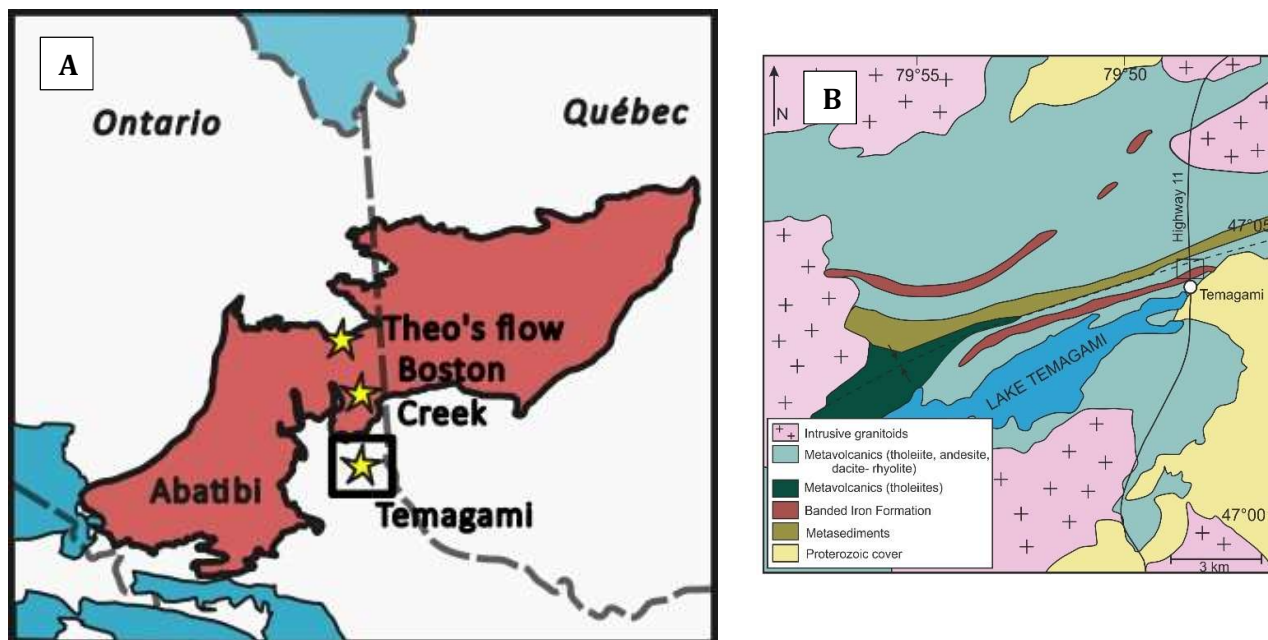 A
Ontario
Québec
Theo's flow
Boston
Creek
Abatibi
Temagami
B
79°55
79°50
N
Highway 11
47°05
Temagami
LAKE TEMAGAMI
Intrusive granitoids
Metavolcanics (tholeiite, andesite,
dacite- rhyolite)
Metavolcanics (tholeiites)
Banded Iron Formation
Metasediments
Proterozoic cover
47°00
3 km